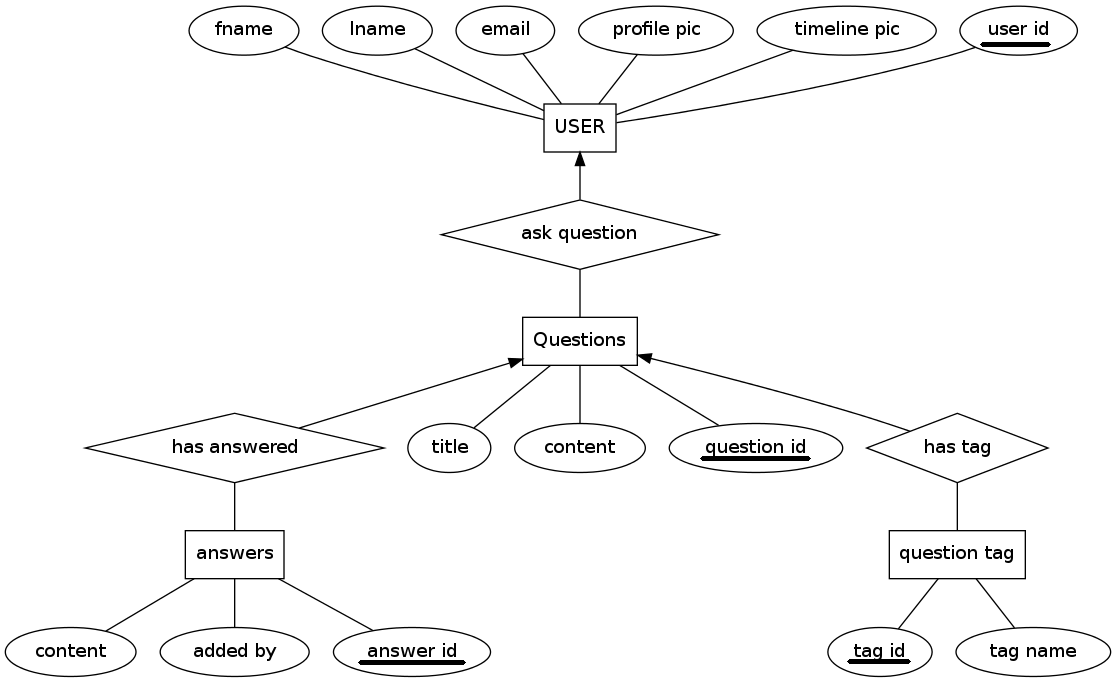 fname
lname
email
profile pic
timeline pic
user id
USER
ask question
Questions
has answered
title
content
question id
has tag
answers
question tag
content
added by
answer id
tag id
tag name